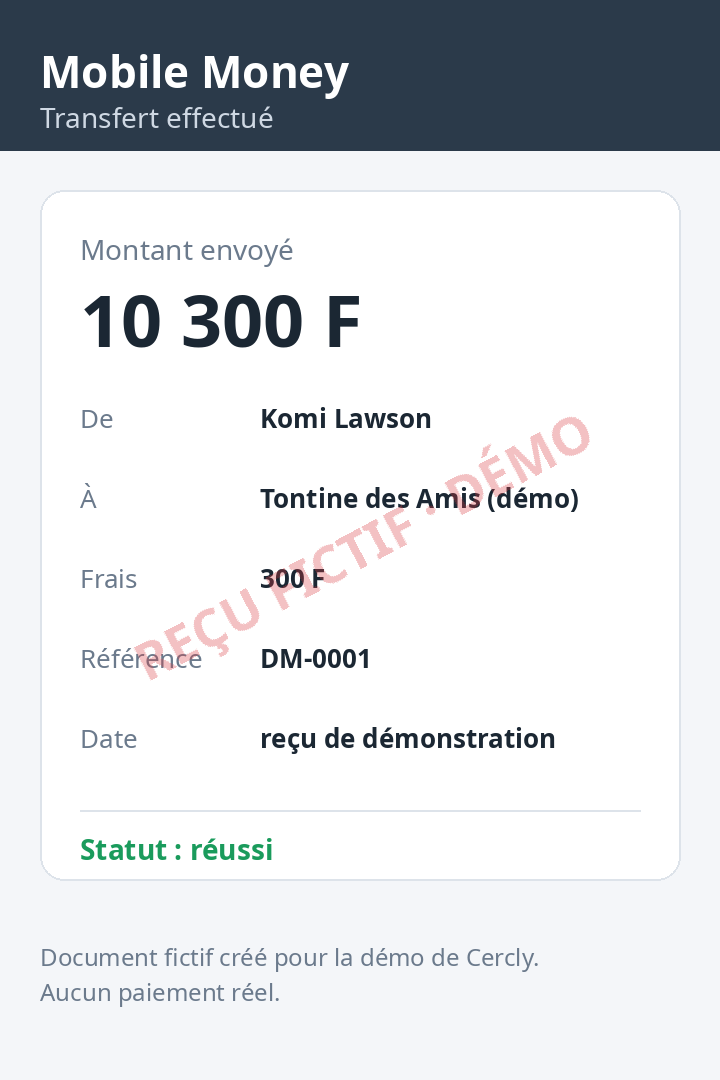 Mobile Money
Transfert effectué
Montant envoyé
10 300 F
De Komi Lawson
À Tontine des Amis (démo)
Frais 300 F
Référence DM-0001
Date reçu de démonstration
REÇU FICTIF · DÉMO
Statut : réussi
Document fictif créé pour la démo de Cercly.
Aucun paiement réel.